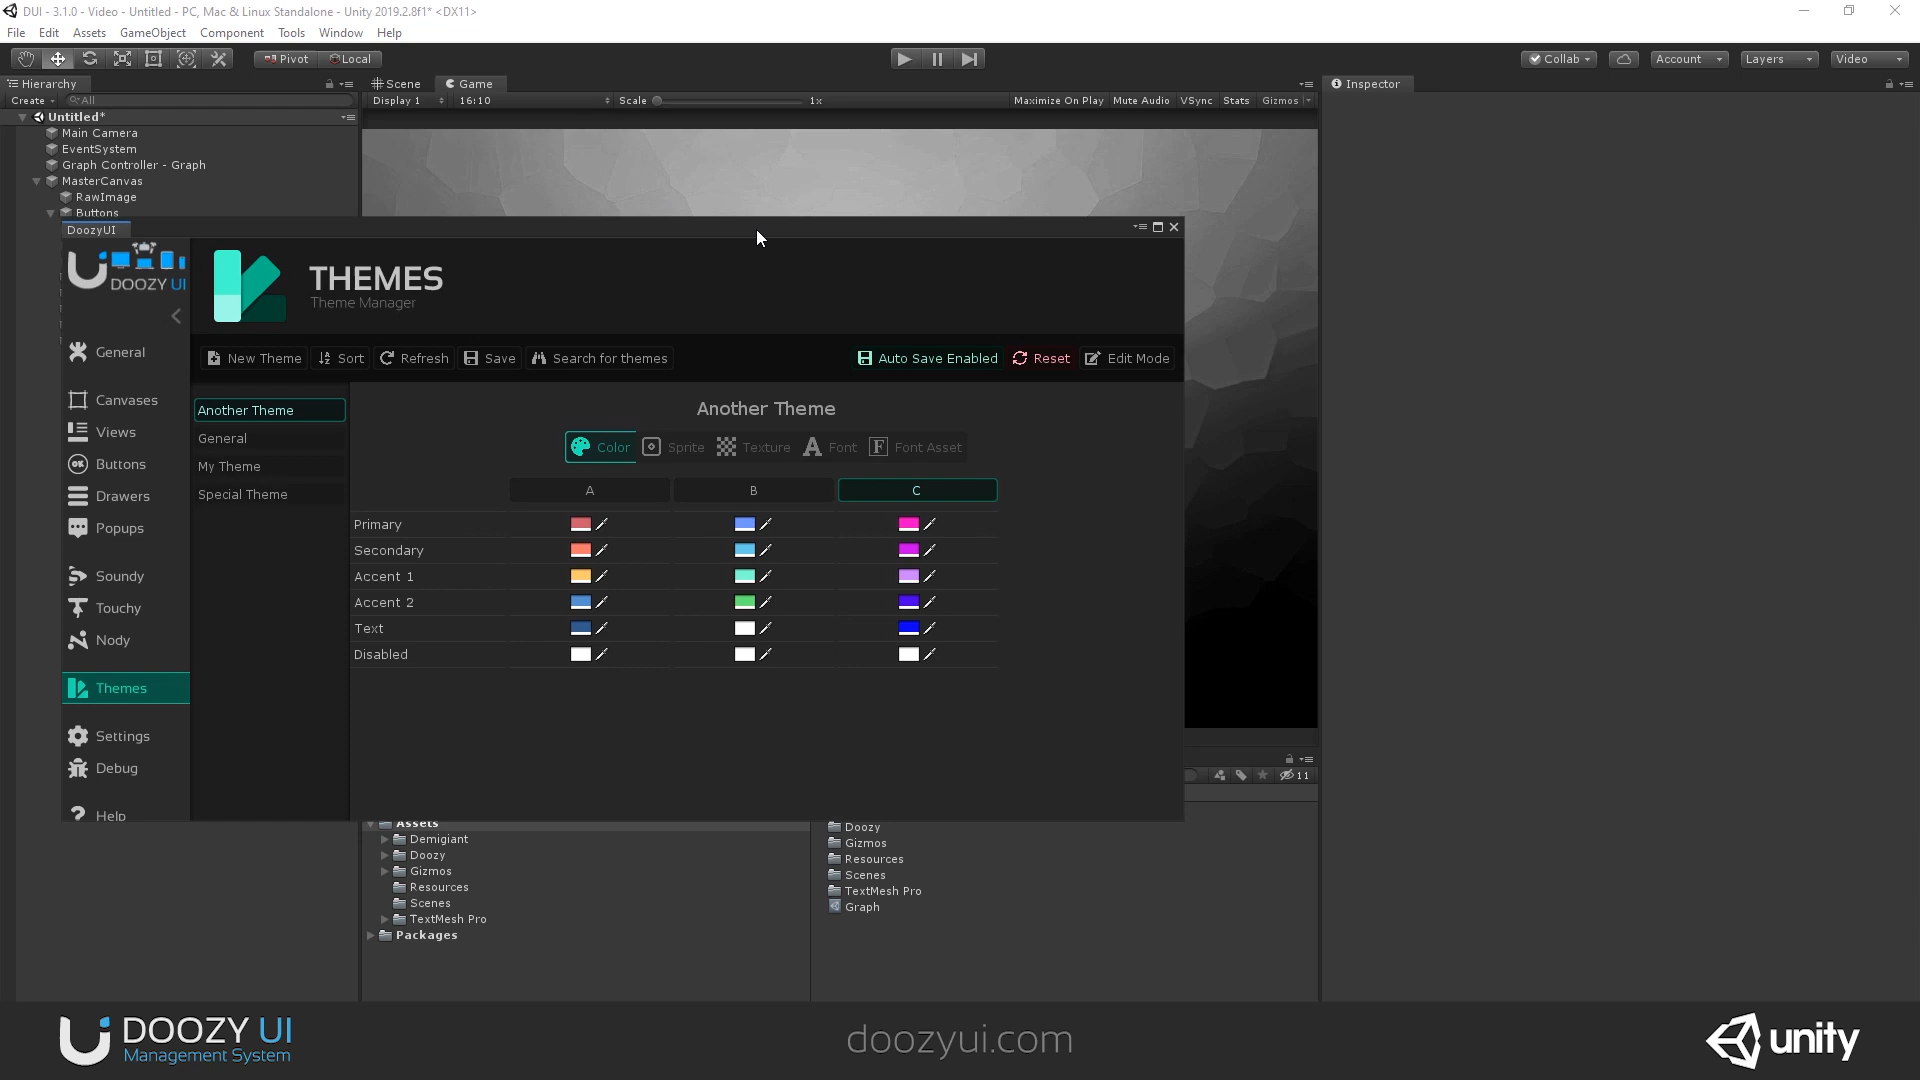 DUI - 3.1.0 - Video - Untitled - PC, Mac & Linux Standalone - Unity 2019.2.8f1* <DX11>
File Edit Assets GameObject Component Tools Window Help
Pivot Local Collab Account Layers Video
Hierarchy Scene Game Inspector
Create All Display 1 16:10 Scale 1x Maximize On Play Mute Audio VSync Stats Gizmos
Untitled*
Main Camera
EventSystem
Graph Controller - Graph
MasterCanvas
RawImage
Buttons
DoozyUI
DOOZY UI
THEMES
Theme Manager
New Theme Sort Refresh Save Search for themes Auto Save Enabled Reset Edit Mode
General
Canvases
Views
Buttons
Drawers
Popups
Soundy
Touchy
Nody
Themes
Settings
Debug
Help
Another Theme
General
My Theme
Special Theme
Another Theme
Color Sprite Texture Font Font Asset
A B C
Primary
Secondary
Accent 1
Accent 2
Text
Disabled
11
Assets
Demigiant
Doozy
Gizmos
Resources
Scenes
TextMesh Pro
Packages
Doozy
Gizmos
Resources
Scenes
TextMesh Pro
Graph
DOOZY UI
Management System
doozyui.com
unity